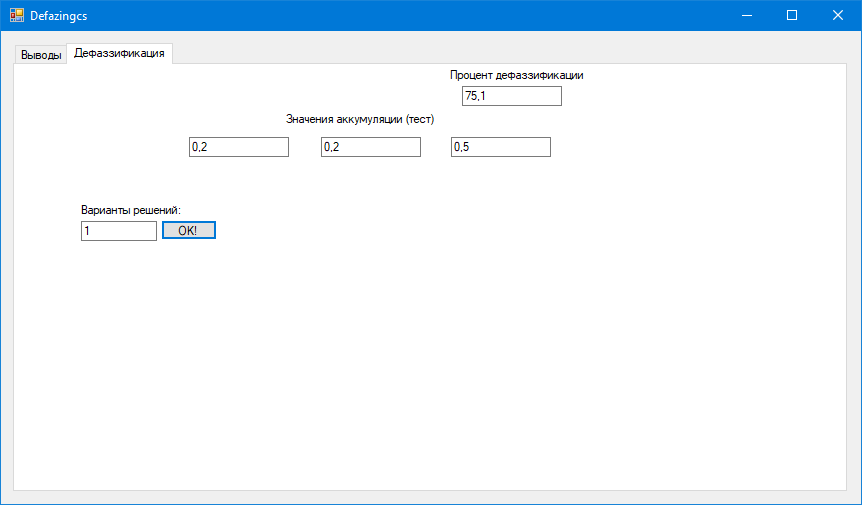 Defazingcs
Выводы
Дефаззификация
Процент дефаззификации
75,1
Значения аккумуляции (тест)
0,2
0,2
0,5
Варианты решений:
1
OK!